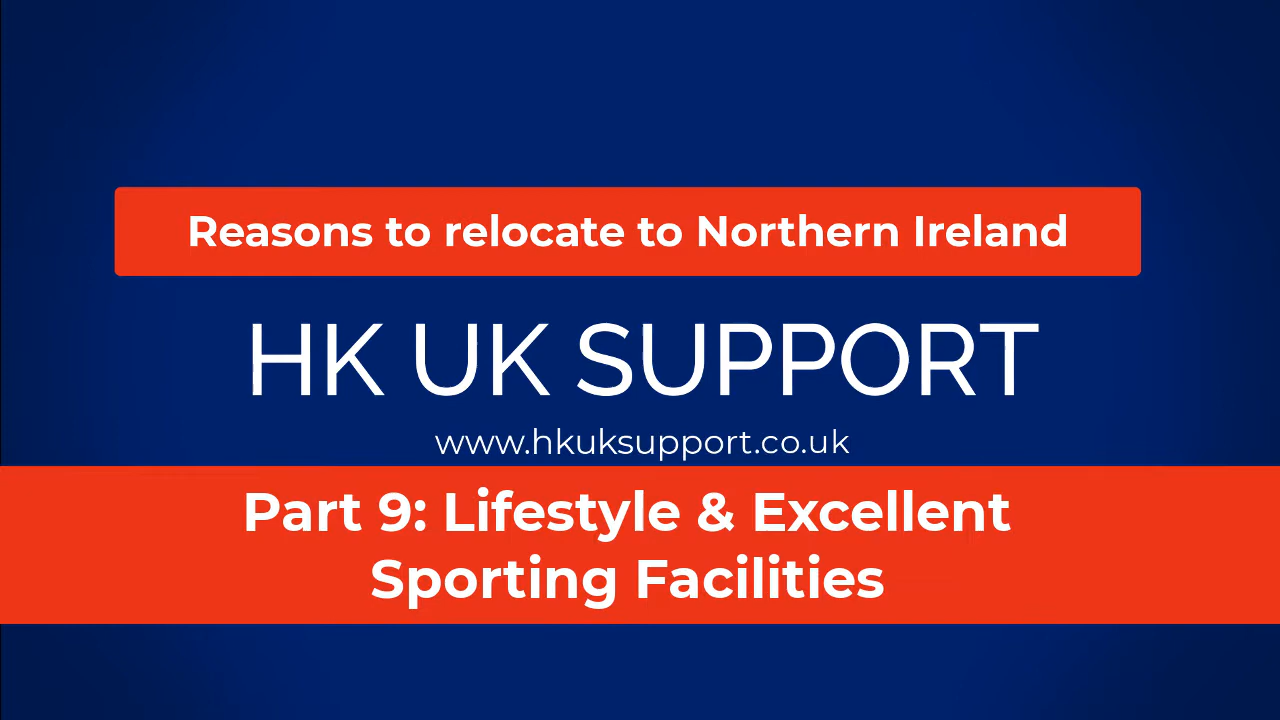 Reasons to relocate to Northern Ireland
HK UK SUPPORT
www.hkuksupport.co.uk
Part 9: Lifestyle & Excellent
Sporting Facilities